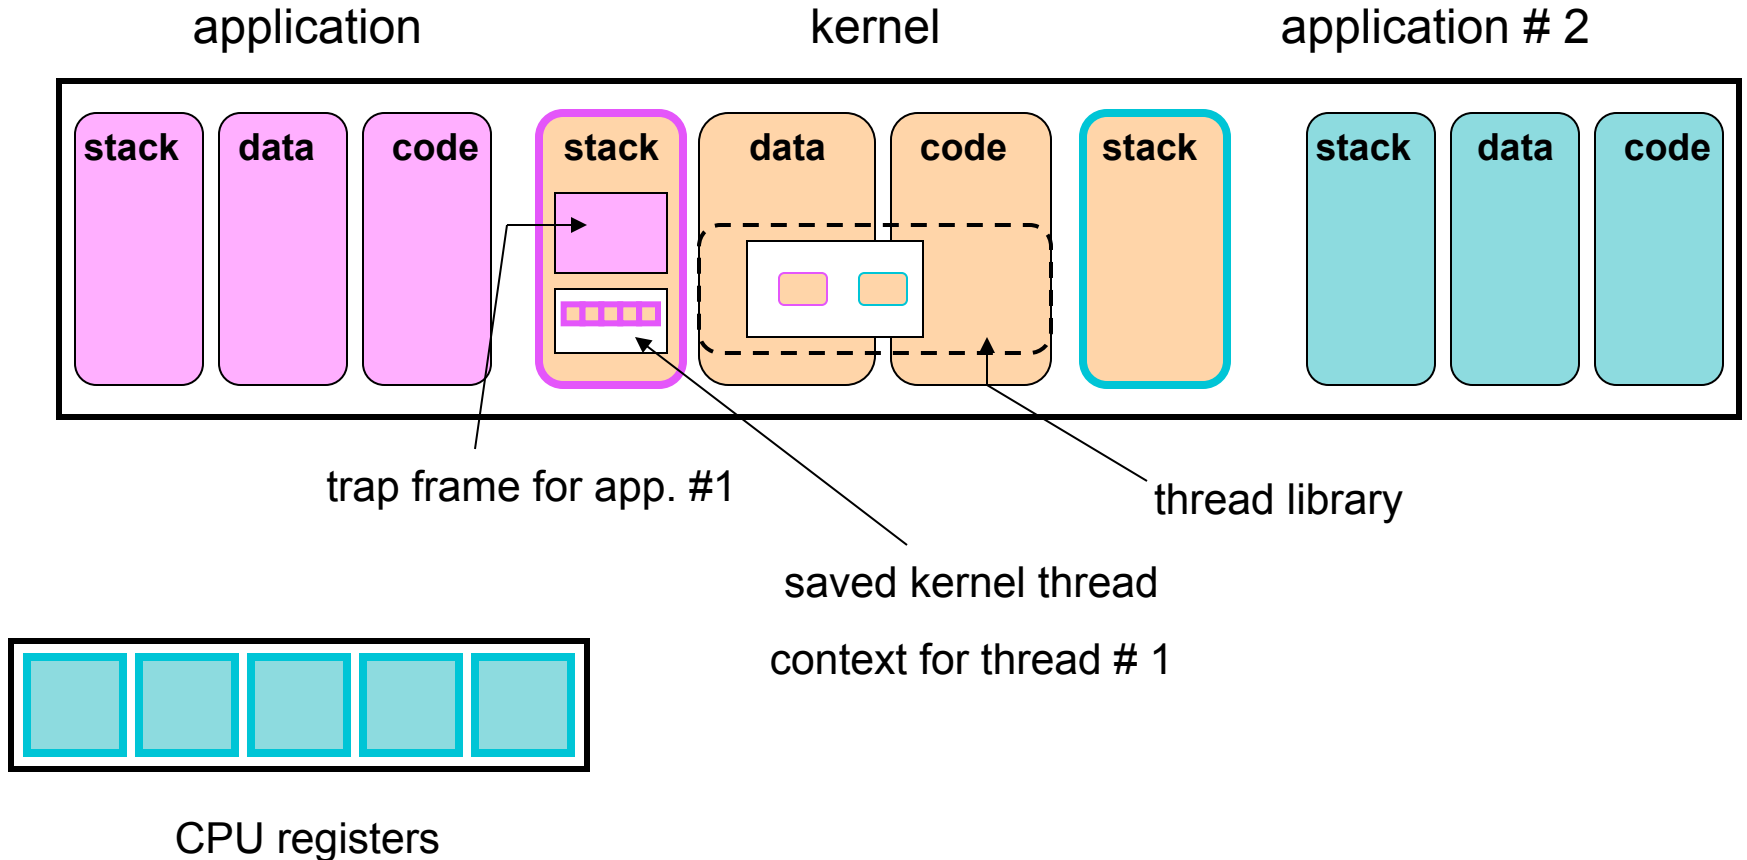 application kernel application # 2
stack data code stack data code stack stack data code
trap frame for app. #1
thread library
saved kernel thread
context for thread # 1
CPU registers